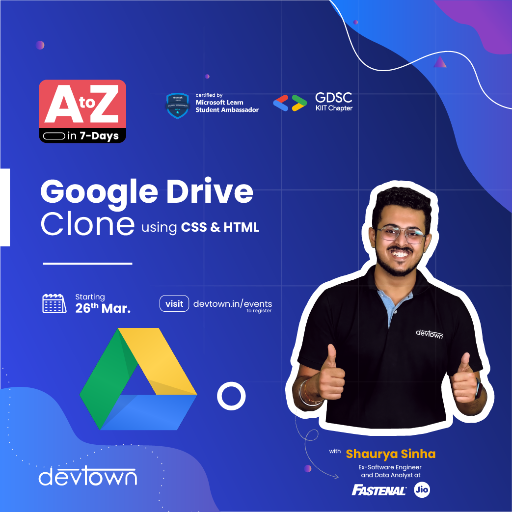 A to Z
in 7-Days
certified by
Microsoft Learn
Student Ambassador
GDSC
KIIT Chapter
Google Drive
Clone using CSS & HTML
Starting
26th Mar.
visit devtown.in/events
to register
devtown
with Shaurya Sinha
Ex-Software Engineer
and Data Analyst at
FASTENAL Jio
devtown